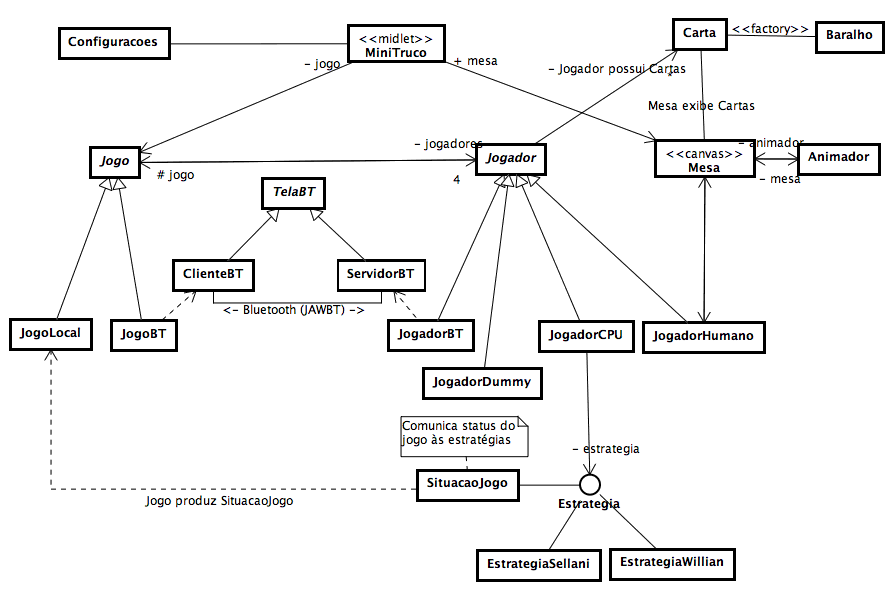 Configuracoes
<<midlet>>
MiniTruco
Carta
<<factory>>
Baralho
- jogo
+ mesa
- Jogador possui Cartas
*
Mesa exibe Cartas
Jogo
- jogadores
Jogador
<<canvas>>
Mesa
- animador
Animador
# jogo
4
- mesa
TelaBT
ClienteBT
ServidorBT
<- Bluetooth (JAWBT) ->
JogoLocal
JogoBT
JogadorBT
JogadorCPU
JogadorHumano
JogadorDummy
Comunica status do
jogo às estratégias
- estrategia
SituacaoJogo
Jogo produz SituacaoJogo
Estrategia
EstrategiaSellani
EstrategiaWillian